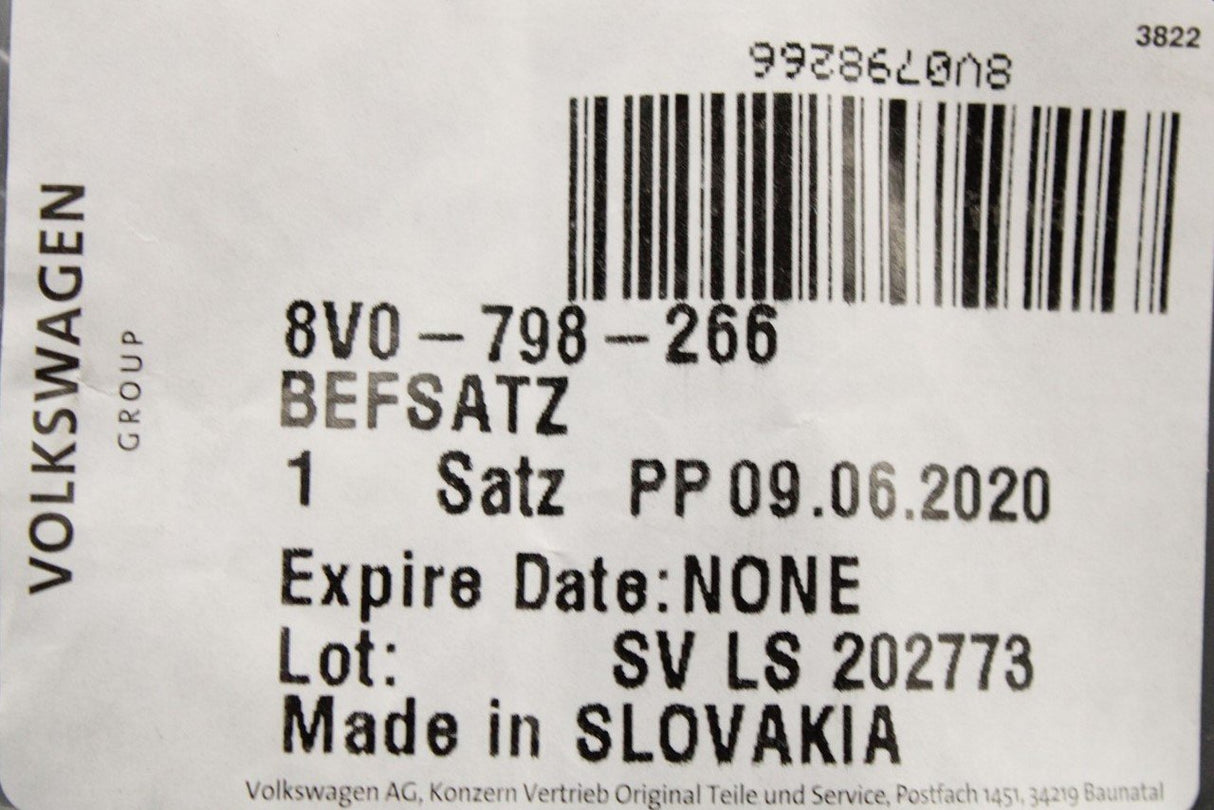 3822
8V0798266
8V0-798-266
BEFSATZ
1 Satz PP 09.06.2020
Expire Date:NONE
Lot: SV LS 202773
Made in SLOVAKIA
Volkswagen AG, Konzern Vertrieb Original Teile und Service, Postfach 1451, 34219 Baunatal
VOLKSWAGEN
GROUP